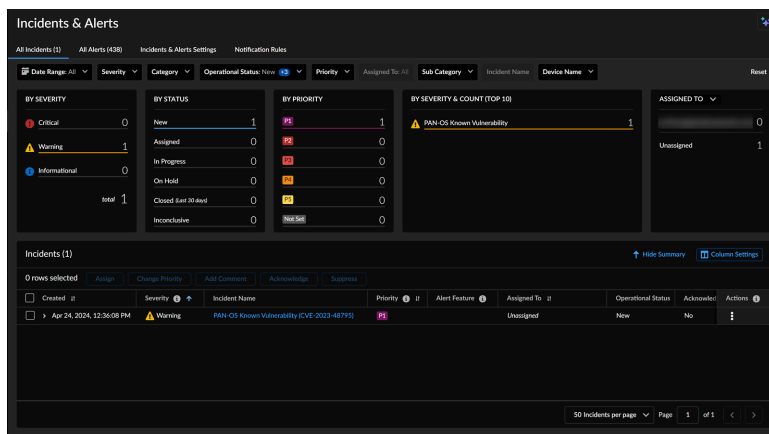 Incidents & Alerts
All Incidents (1) All Alerts (438) Incidents & Alerts Settings Notification Rules
Date Range: All Severity Category Operational Status: New +3 Priority Assigned To: All Sub Category Incident Name Device Name Reset
BY SEVERITY
Critical 0
Warning 1
Informational 0
total 1
BY STATUS
New 1
Assigned 0
In Progress 0
On Hold 0
Closed (Last 30 days) 0
Inconclusive 0
BY PRIORITY
P1 1
P2 0
P3 0
P4 0
P5 0
Not Set 0
BY SEVERITY & COUNT (TOP 10)
PAN-OS Known Vulnerability 1
ASSIGNED TO
0
Unassigned 1
Incidents (1) Hide Summary Column Settings
0 rows selected Assign Change Priority Add Comment Acknowledge Suppress
Created Severity Incident Name Priority Alert Feature Assigned To Operational Status Acknowled Actions
Apr 24, 2024, 12:36:08 PM Warning PAN-OS Known Vulnerability (CVE-2023-48795) P1 Unassigned New No
50 Incidents per page Page 1 of 1